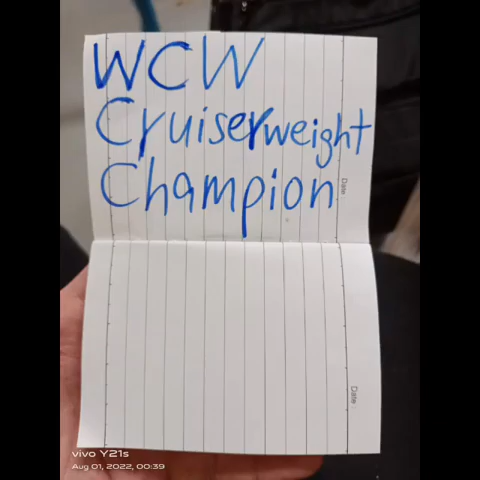 WCW
Cruiserweight
Champion
Date
Date
vivo Y21s
Aug 01, 2022, 00:39